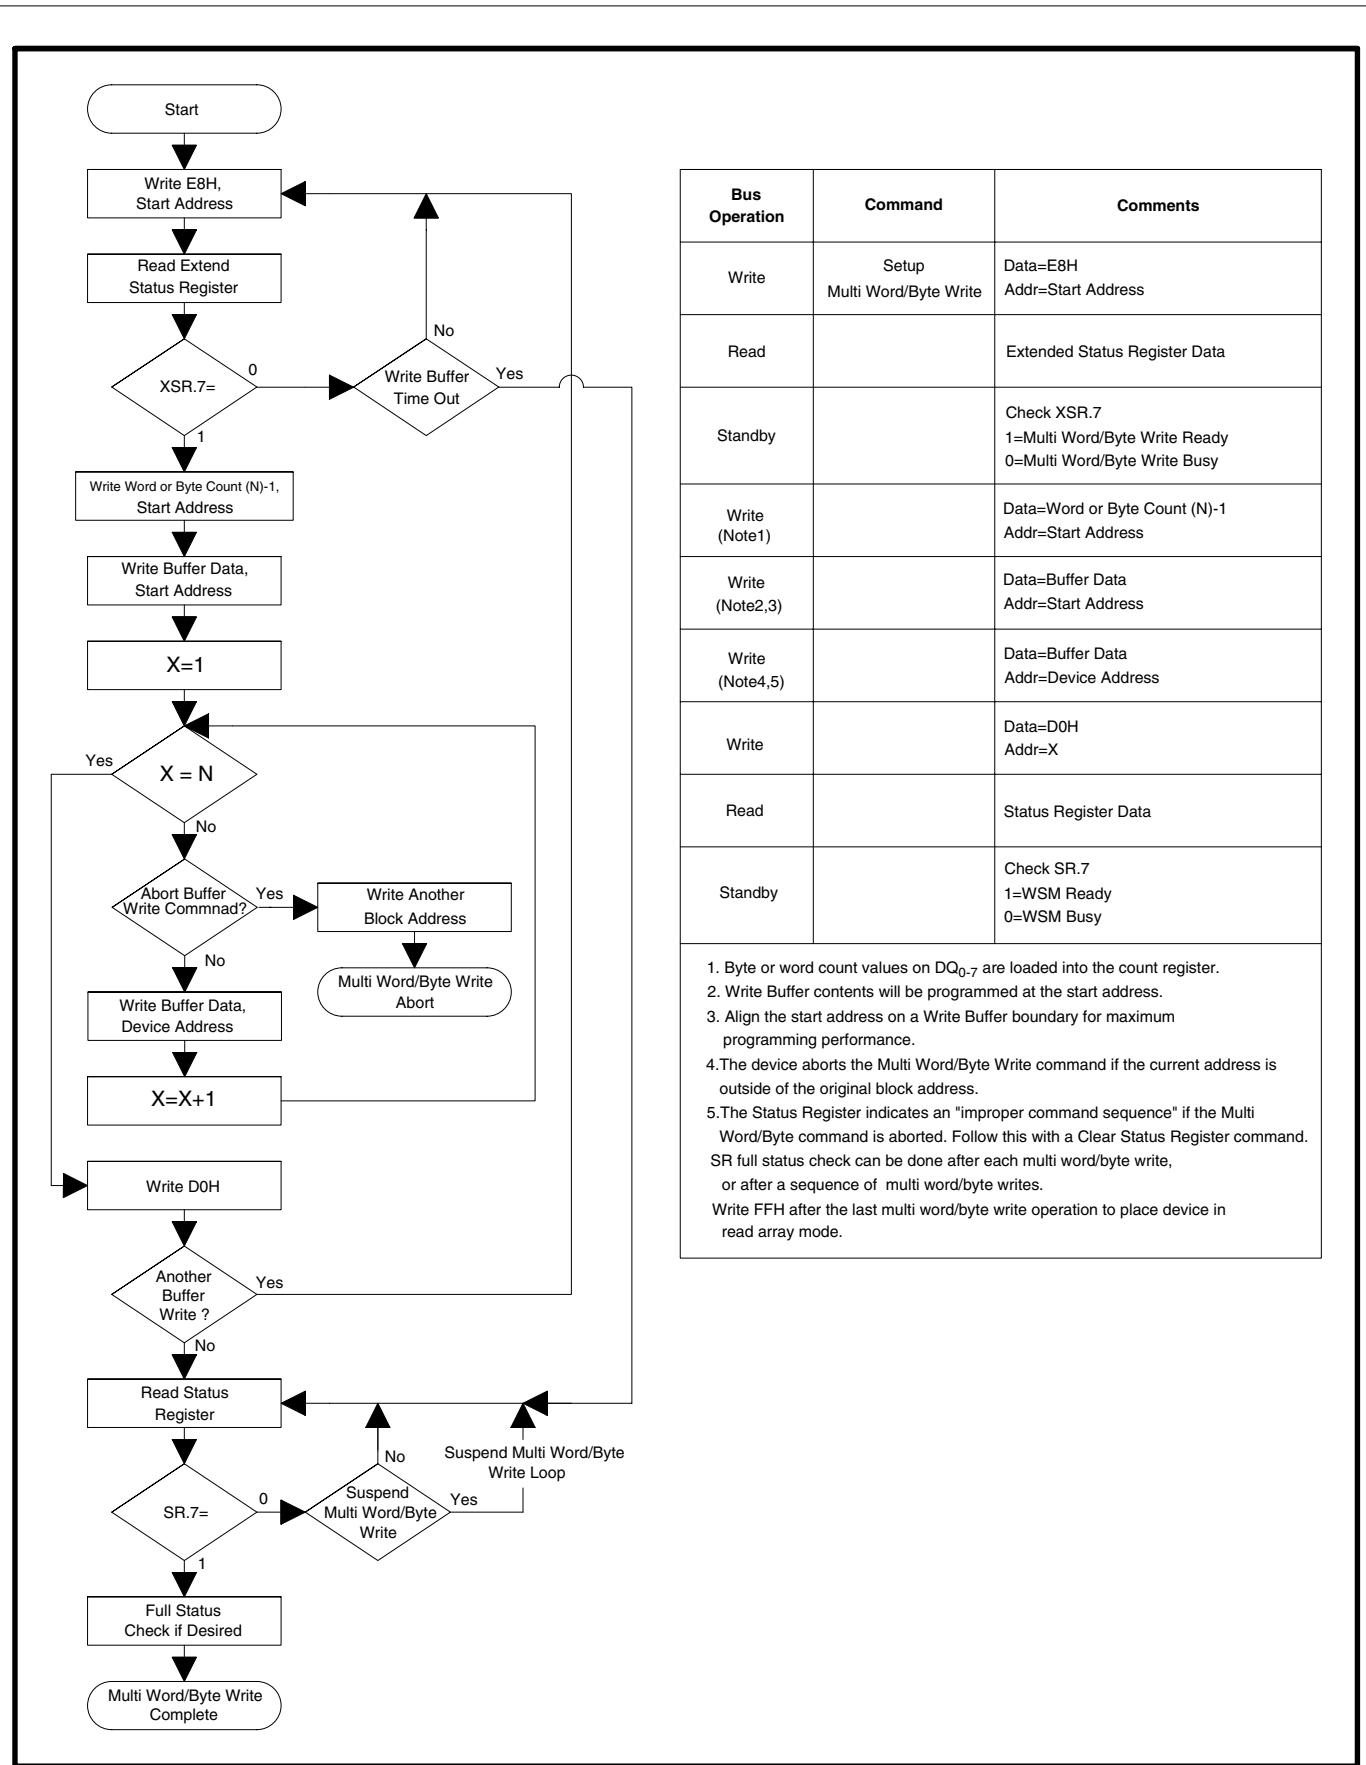 Start
Write E8H,
Start Address
Read Extend
Status Register
No
XSR.7=
0
Write Buffer
Time Out
Yes
1
Write Word or Byte Count (N)-1,
Start Address
Write Buffer Data,
Start Address
X=1
Yes
X = N
No
Abort Buffer
Write Commnad?
Yes
Write Another
Block Address
No
Multi Word/Byte Write
Abort
Write Buffer Data,
Device Address
X=X+1
Write D0H
Another
Buffer
Write ?
Yes
No
Read Status
Register
No
Suspend Multi Word/Byte
Write Loop
SR.7=
0
Suspend
Multi Word/Byte
Write
Yes
1
Full Status
Check if Desired
Multi Word/Byte Write
Complete
Bus
Operation
Command
Comments
Write
Setup
Multi Word/Byte Write
Data=E8H
Addr=Start Address
Read
Extended Status Register Data
Standby
Check XSR.7
1=Multi Word/Byte Write Ready
0=Multi Word/Byte Write Busy
Write
(Note1)
Data=Word or Byte Count (N)-1
Addr=Start Address
Write
(Note2,3)
Data=Buffer Data
Addr=Start Address
Write
(Note4,5)
Data=Buffer Data
Addr=Device Address
Write
Data=D0H
Addr=X
Read
Status Register Data
Standby
Check SR.7
1=WSM Ready
0=WSM Busy
1. Byte or word count values on DQ0-7 are loaded into the count register.
2. Write Buffer contents will be programmed at the start address.
3. Align the start address on a Write Buffer boundary for maximum
programming performance.
4.The device aborts the Multi Word/Byte Write command if the current address is
outside of the original block address.
5.The Status Register indicates an "improper command sequence" if the Multi
Word/Byte command is aborted. Follow this with a Clear Status Register command.
SR full status check can be done after each multi word/byte write,
or after a sequence of multi word/byte writes.
Write FFH after the last multi word/byte write operation to place device in
read array mode.